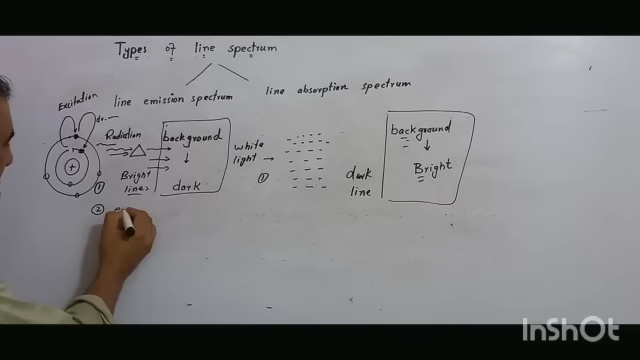 Types of line spectrum
line emission spectrum
line absorption spectrum
Excitation
de-
Radiation
+
Bright
lines
background
↓
dark
①
②
white
light →
①
dark
line
background
↓
Bright
InShOt